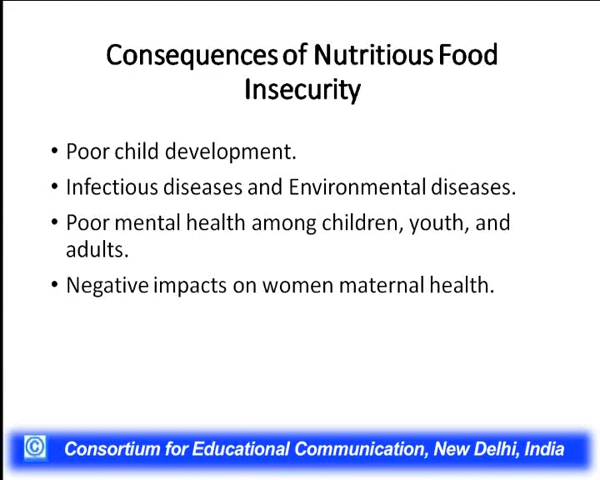 Consequences of Nutritious Food
Insecurity
• Poor child development.
• Infectious diseases and Environmental diseases.
• Poor mental health among children, youth, and
adults.
• Negative impacts on women maternal health.
© Consortium for Educational Communication, New Delhi, India